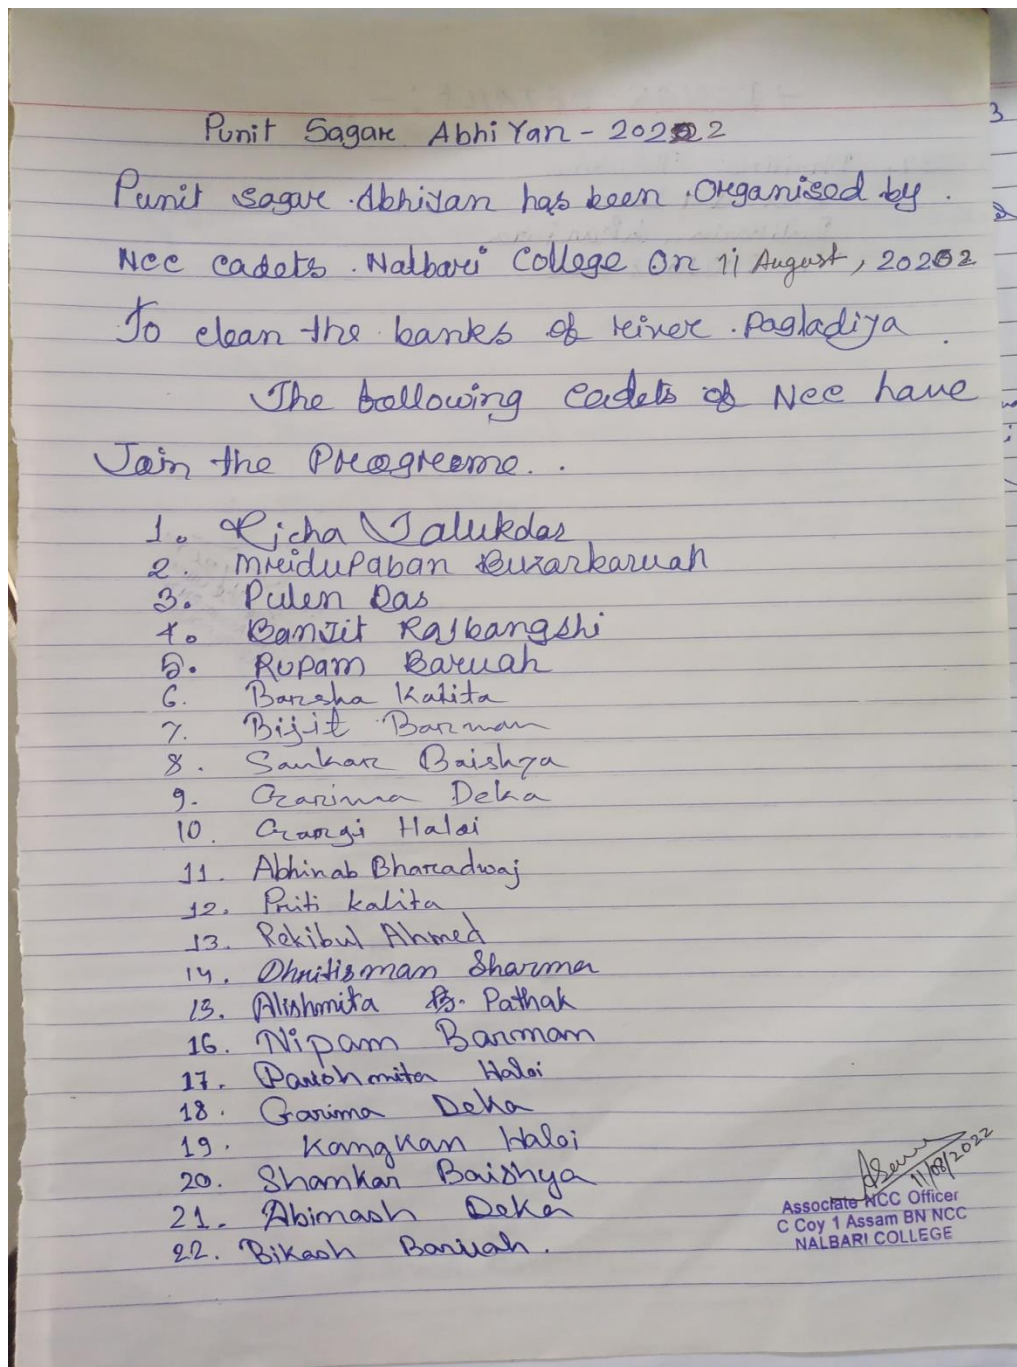 Punit Sagar Abhiyan - 2022
Punit Sagar Abhiyan has been Organised by
NCC cadets Nalbari College On 11 August, 2022
To clean the banks of river Pagladiya
The following cadets of NCC have
Join the Progreome.
1. Richa Talukdar
2. Mridupaban Buzarbaruah
3. Pulen Das
4. Banjit Rajbangshi
5. Rupam Baruah
6. Barsha Kalita
7. Bijit Barman
8. Sankar Baishya
9. Garima Deka
10. Gargi Haloi
11. Abhinab Bharadwaj
12. Priti Kalita
13. Rekibul Ahmed
14. Dhritisman Sharma
15. Alishmita B. Pathak
16. Nipam Barman
17. Parishmita Haloi
18. Garima Deka
19. Kangkan Haloi
20. Shankar Baishya
21. Abinash Deka
22. Bikash Baruah.
11/08/2022
Associate NCC Officer
C Coy 1 Assam BN NCC
NALBARI COLLEGE